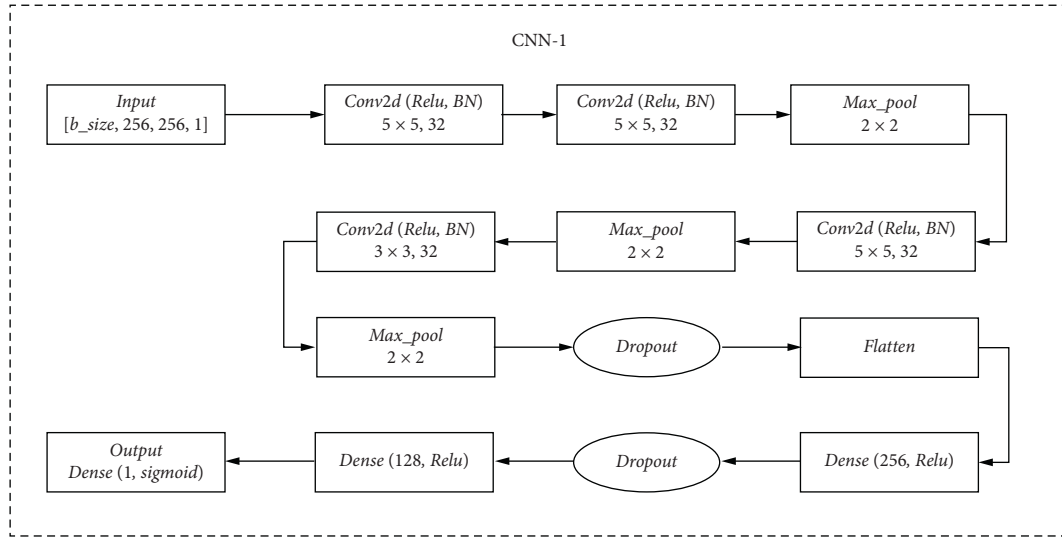 CNN-1
Input
[b_size, 256, 256, 1]
Conv2d (Relu, BN)
5 × 5, 32
Conv2d (Relu, BN)
5 × 5, 32
Max_pool
2 × 2
Conv2d (Relu, BN)
5 × 5, 32
Max_pool
2 × 2
Conv2d (Relu, BN)
3 × 3, 32
Max_pool
2 × 2
Dropout
Flatten
Dense (256, Relu)
Dropout
Dense (128, Relu)
Output
Dense (1, sigmoid)